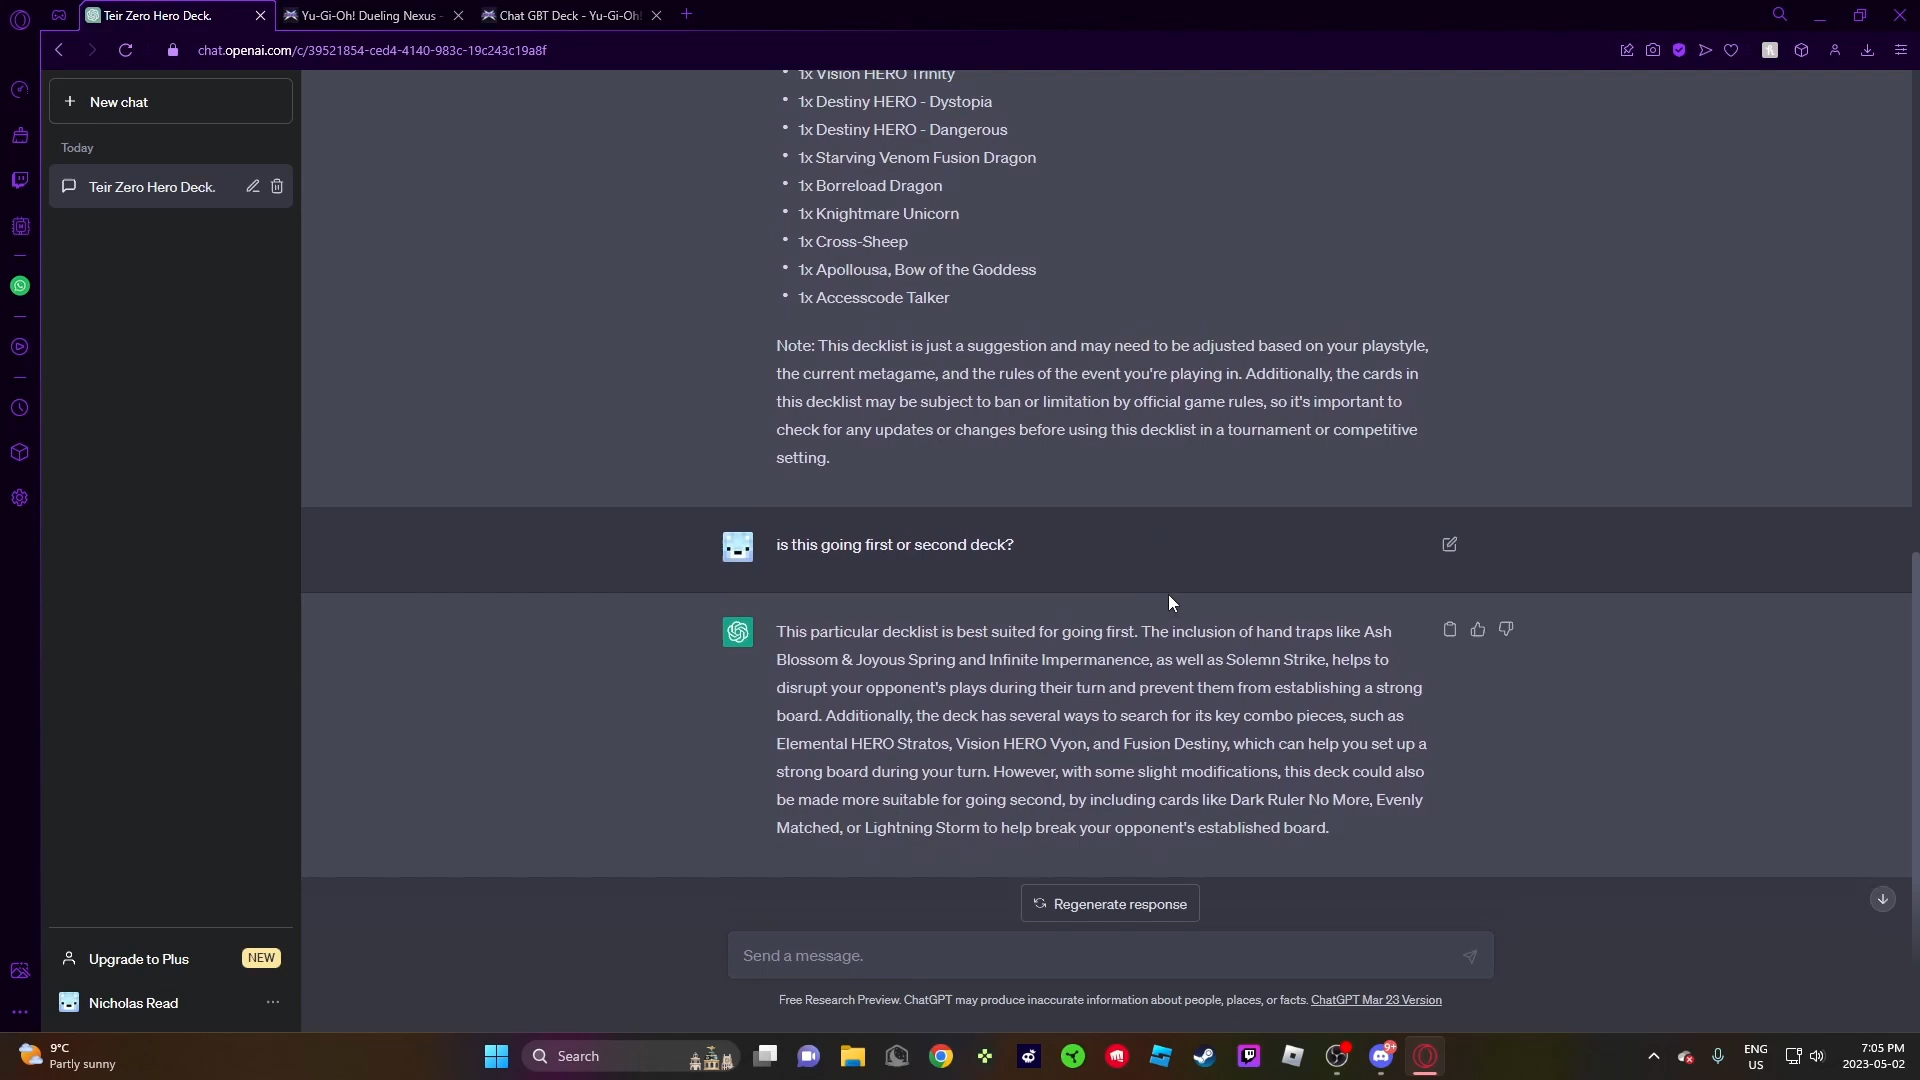 Teir Zero Hero Deck.
Yu-Gi-Oh! Dueling Nexus -
Chat GBT Deck - Yu-Gi-Oh!
chat.openai.com/c/39521854-ced4-4140-983c-19c243c19a8f
New chat
Today
Teir Zero Hero Deck.
1x Vision HERO Trinity
1x Destiny HERO - Dystopia
1x Destiny HERO - Dangerous
1x Starving Venom Fusion Dragon
1x Borreload Dragon
1x Knightmare Unicorn
1x Cross-Sheep
1x Apollousa, Bow of the Goddess
1x Accesscode Talker
Note: This decklist is just a suggestion and may need to be adjusted based on your playstyle,
the current metagame, and the rules of the event you're playing in. Additionally, the cards in
this decklist may be subject to ban or limitation by official game rules, so it's important to
check for any updates or changes before using this decklist in a tournament or competitive
setting.
is this going first or second deck?
This particular decklist is best suited for going first. The inclusion of hand traps like Ash
Blossom & Joyous Spring and Infinite Impermanence, as well as Solemn Strike, helps to
disrupt your opponent's plays during their turn and prevent them from establishing a strong
board. Additionally, the deck has several ways to search for its key combo pieces, such as
Elemental HERO Stratos, Vision HERO Vyon, and Fusion Destiny, which can help you set up a
strong board during your turn. However, with some slight modifications, this deck could also
be made more suitable for going second, by including cards like Dark Ruler No More, Evenly
Matched, or Lightning Storm to help break your opponent's established board.
Regenerate response
Send a message.
Free Research Preview. ChatGPT may produce inaccurate information about people, places, or facts. ChatGPT Mar 23 Version
Upgrade to Plus
NEW
Nicholas Read
9°C
Partly sunny
Search
9+
ENG
US
7:05 PM
2023-05-02